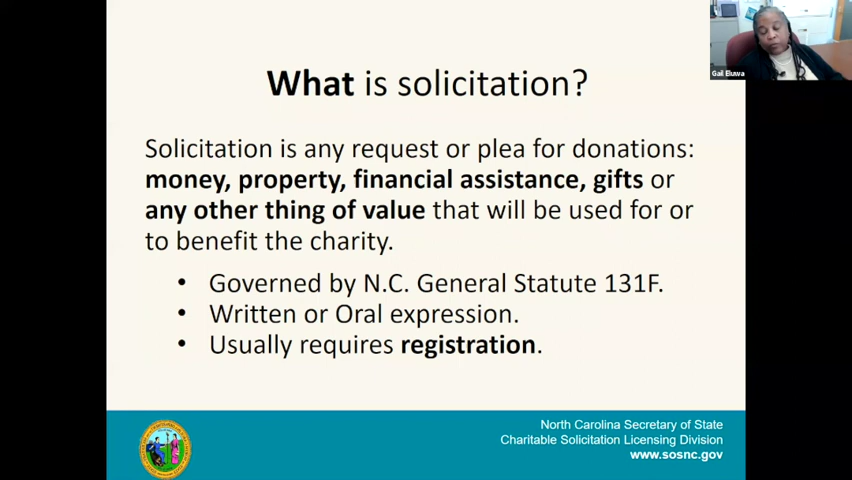 Gail Eluwa
What is solicitation?
Solicitation is any request or plea for donations:
money, property, financial assistance, gifts or
any other thing of value that will be used for or
to benefit the charity.
• Governed by N.C. General Statute 131F.
• Written or Oral expression.
• Usually requires registration.
North Carolina Secretary of State
Charitable Solicitation Licensing Division
www.sosnc.gov